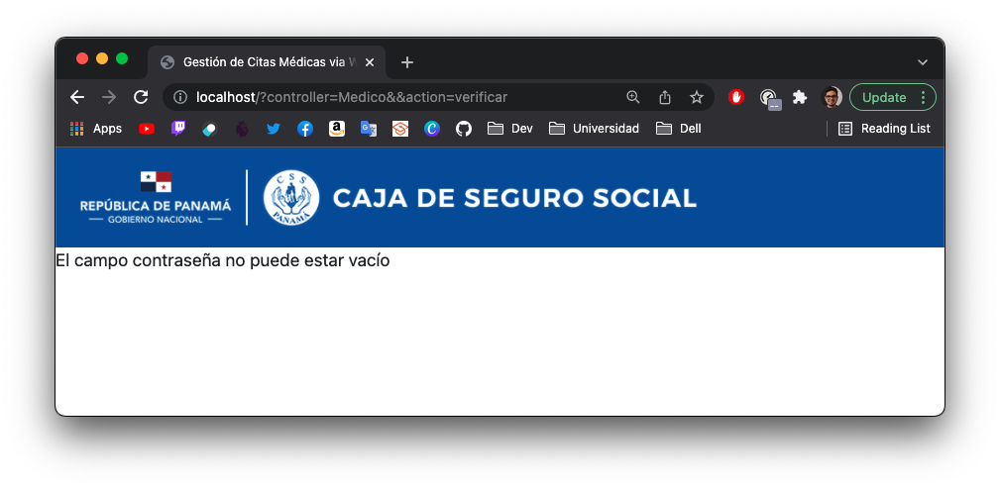 Gestión de Citas Médicas via W
localhost/?controller=Medico&&action=verificar
Update
Apps
Dev
Universidad
Dell
Reading List
REPÚBLICA DE PANAMÁ
GOBIERNO NACIONAL
CSS
PANAMÁ
CAJA DE SEGURO SOCIAL
El campo contraseña no puede estar vacío